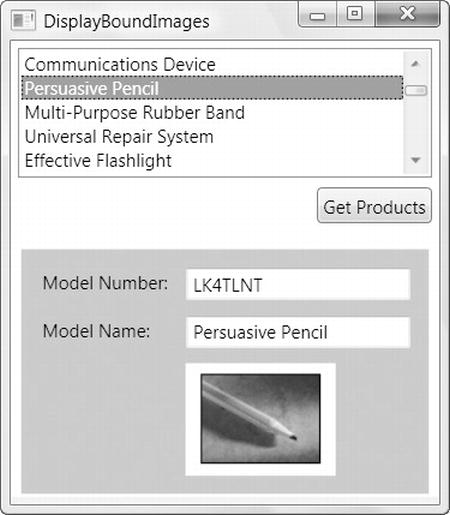 DisplayBoundImages
Communications Device
Persuasive Pencil
Multi-Purpose Rubber Band
Universal Repair System
Effective Flashlight
Get Products
Model Number: LK4TLNT
Model Name: Persuasive Pencil